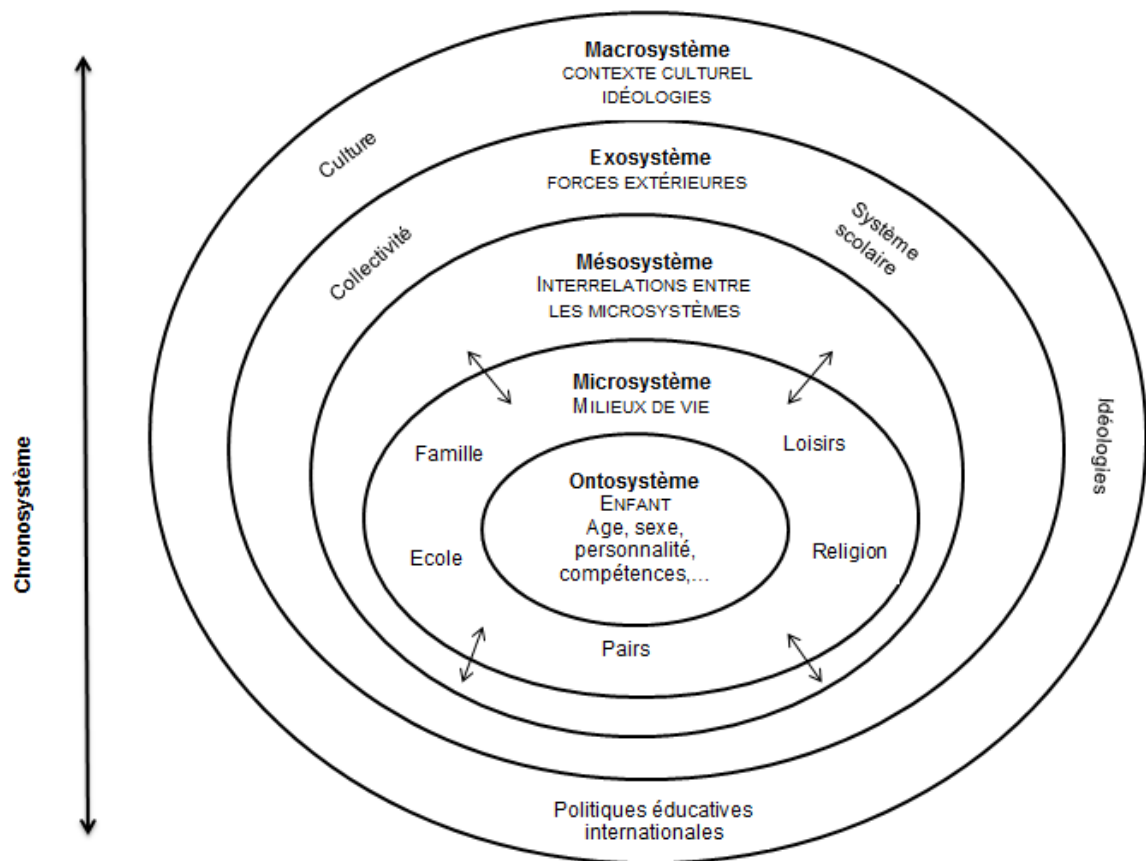 Macrosystème
CONTEXTE CULTUREL
IDÉOLOGIES
Culture
Exosystème
FORCES EXTÉRIEURES
Collectivité
Système
scolaire
Mésosystème
INTERRELATIONS ENTRE
LES MICROSYSTÈMES
Microsystème
MILIEUX DE VIE
Famille
Loisirs
Idéologies
Ontosystème
ENFANT
Age, sexe,
personnalité,
compétences,...
Ecole
Religion
Pairs
Chronosystème
Politiques éducatives
internationales